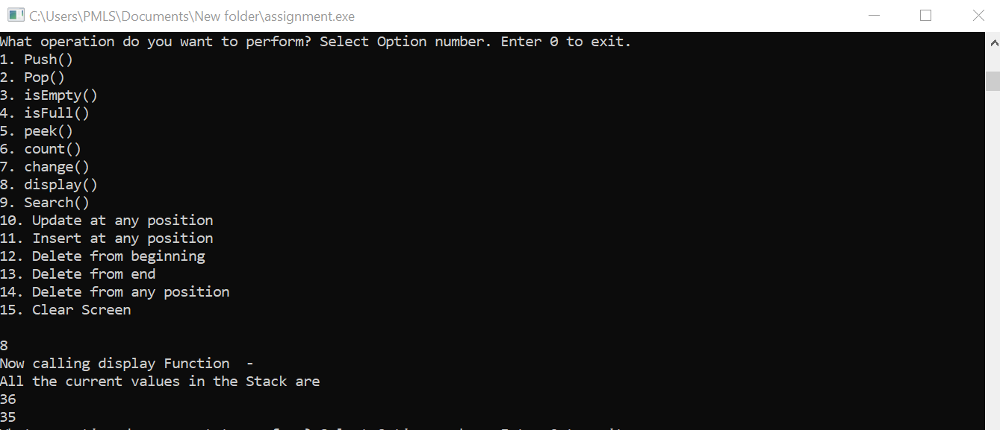 C:\Users\PMLS\Documents\New folder\assignment.exe
What operation do you want to perform? Select Option number. Enter 0 to exit.
1. Push()
2. Pop()
3. isEmpty()
4. isFull()
5. peek()
6. count()
7. change()
8. display()
9. Search()
10. Update at any position
11. Insert at any position
12. Delete from beginning
13. Delete from end
14. Delete from any position
15. Clear Screen
8
Now calling display Function  -
All the current values in the Stack are
36
35